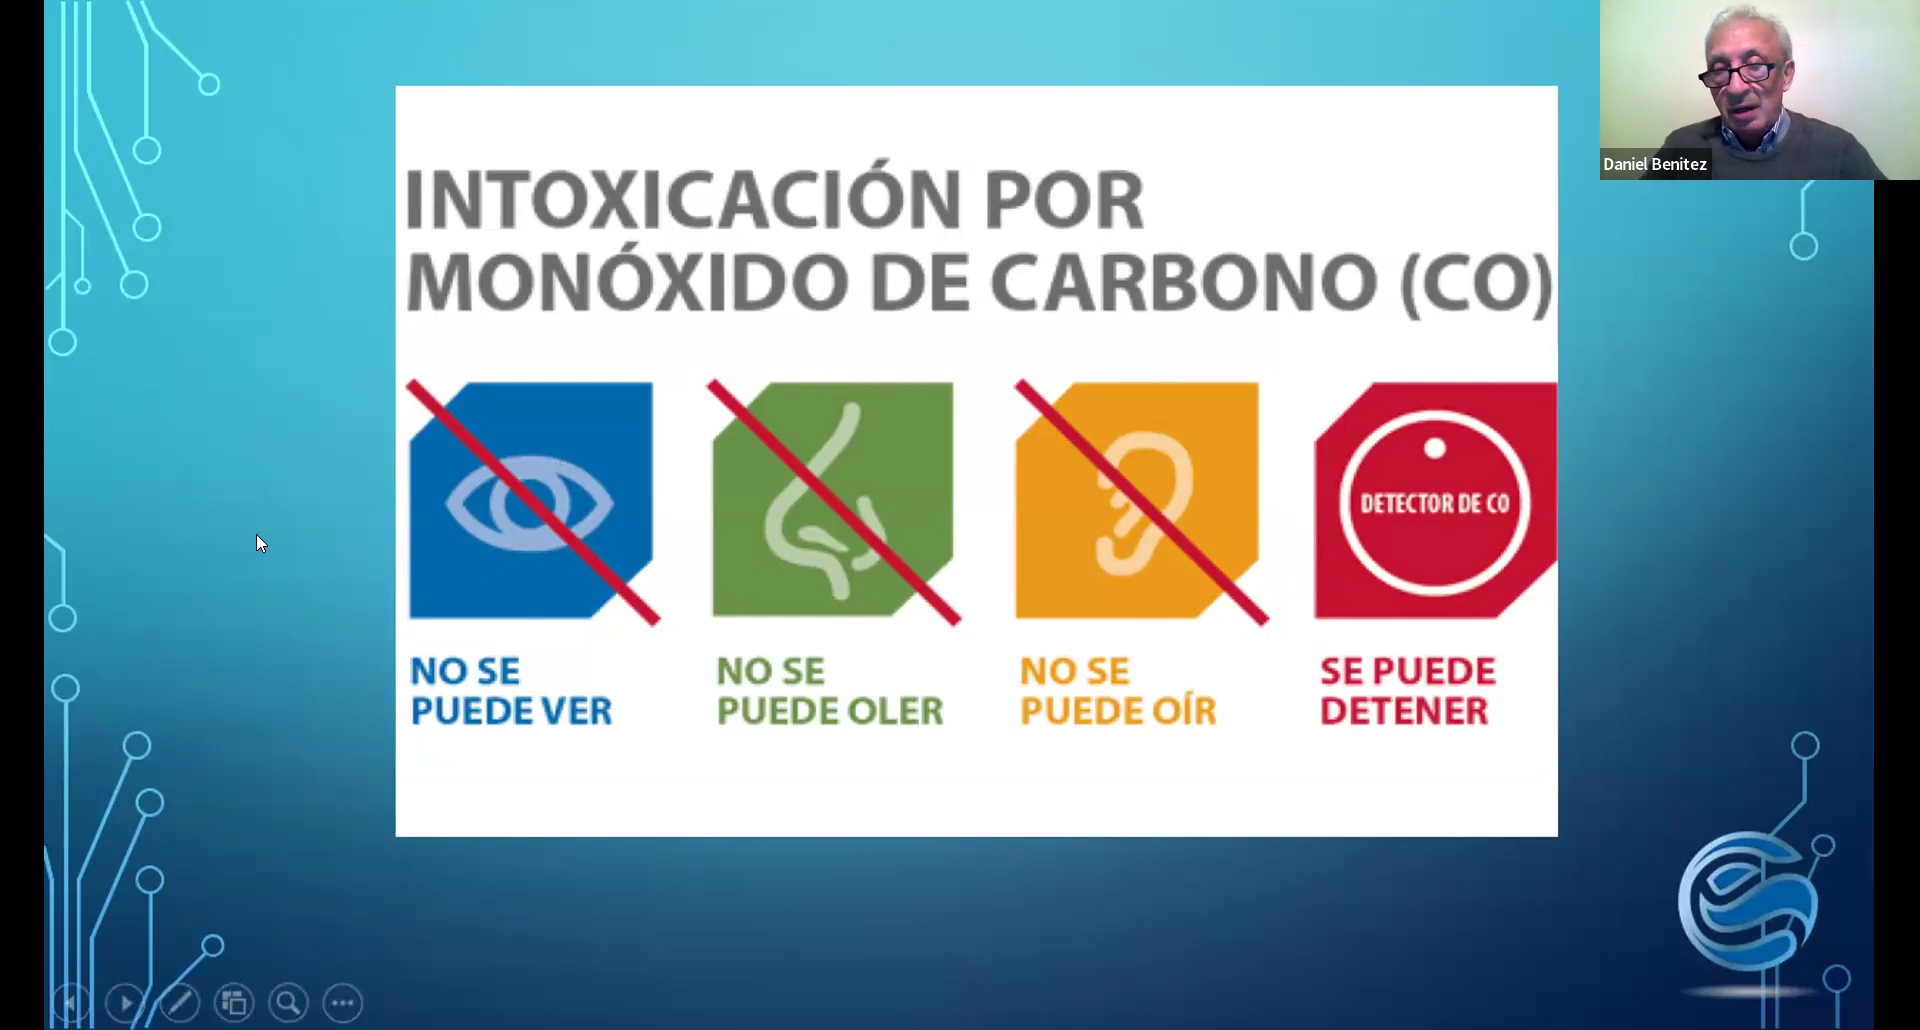 Daniel Benitez
INTOXICACIÓN POR
MONÓXIDO DE CARBONO (CO)
DETECTOR DE CO
NO SE
PUEDE VER
NO SE
PUEDE OLER
NO SE
PUEDE OÍR
SE PUEDE
DETENER